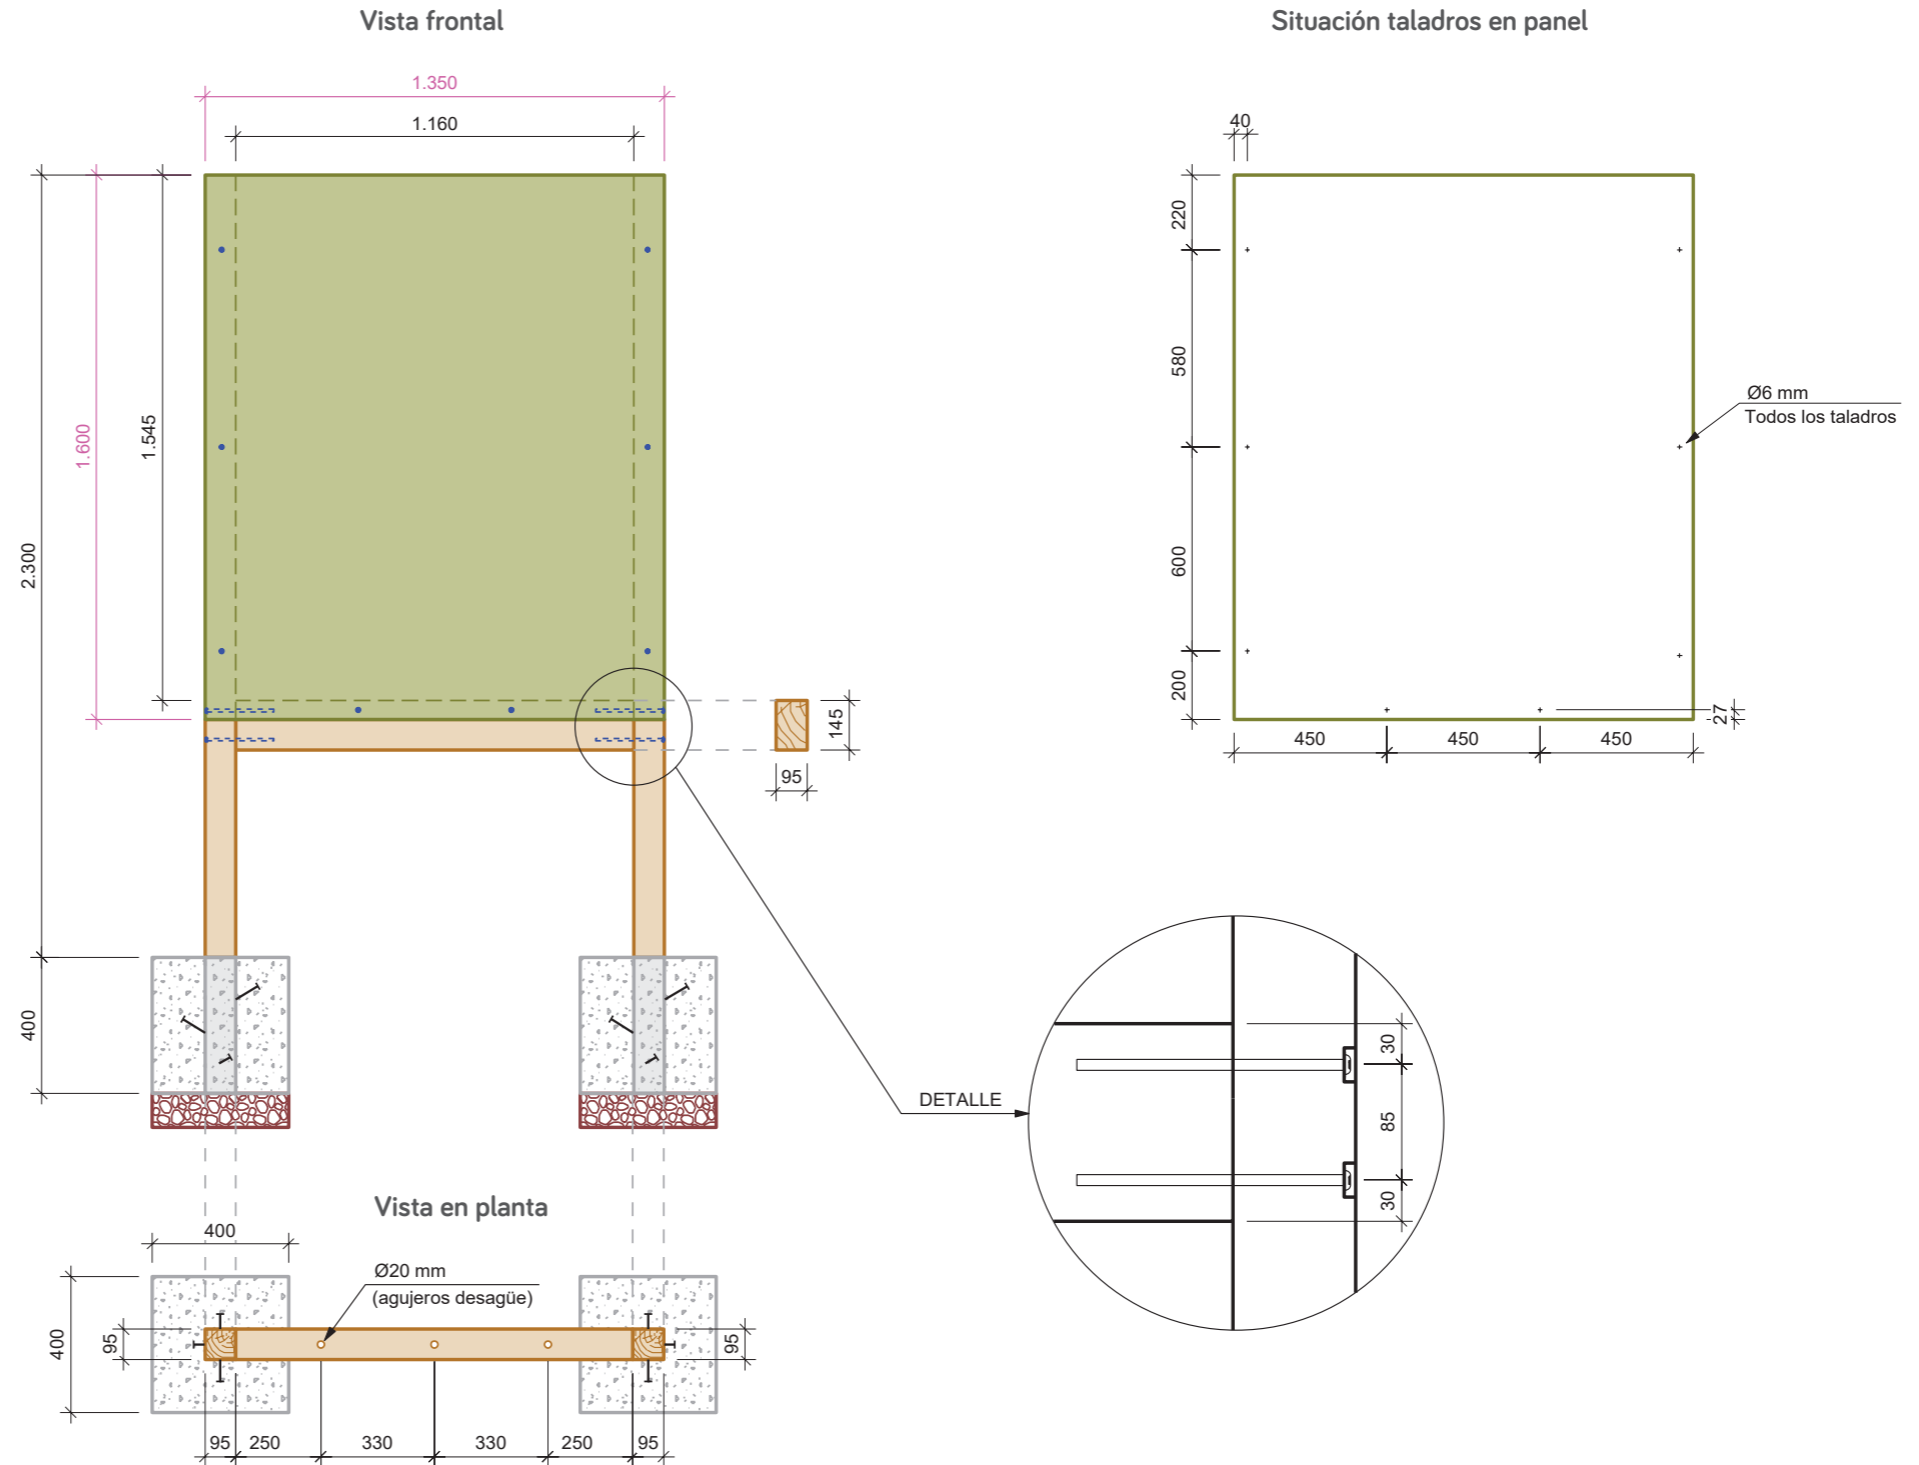 Vista frontal
1.350
1.160
2.300
1.600
1.545
145
95
400
Situación taladros en panel
40
220
580
600
200
Ø6 mm
Todos los taladros
27
450 450 450
DETALLE
30
85
30
Vista en planta
400
Ø20 mm
(agujeros desagüe)
400
95
95
95 250 330 330 250 95